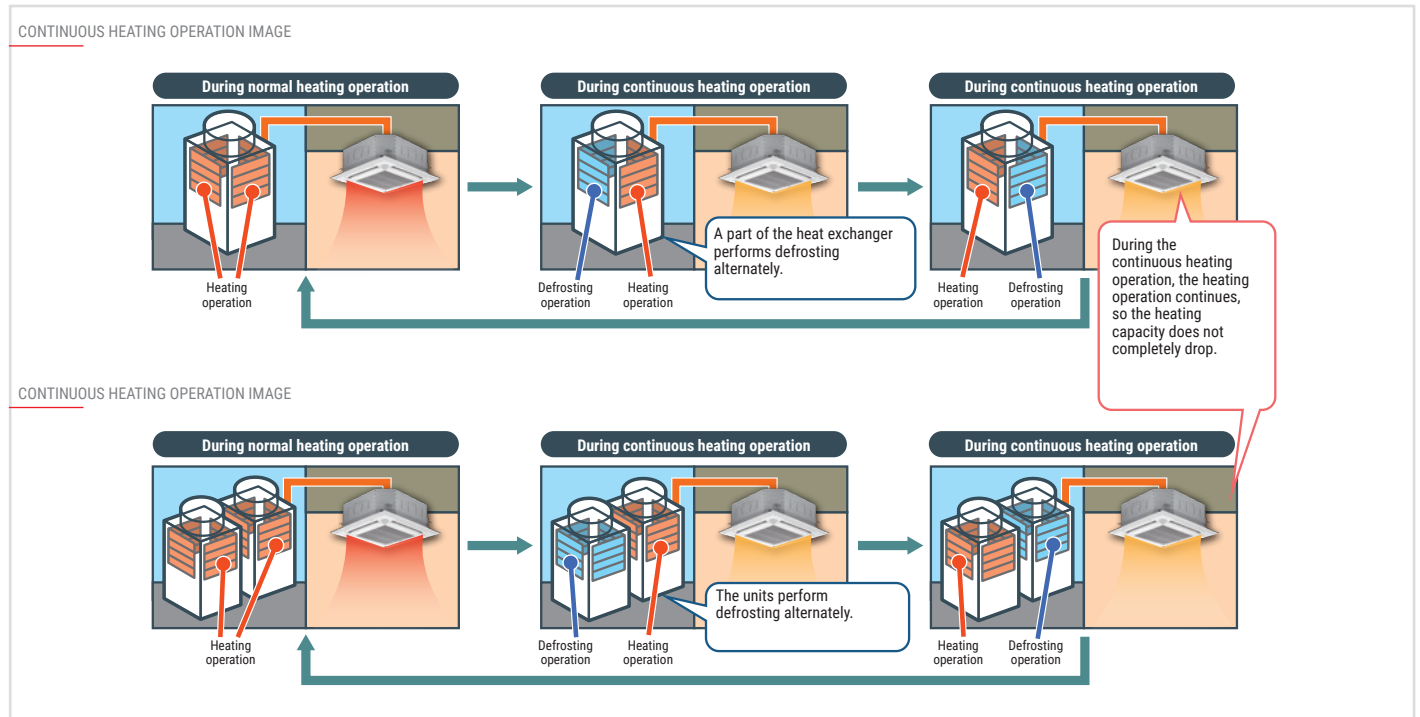 CONTINUOUS HEATING OPERATION IMAGE
During normal heating operation
During continuous heating operation
During continuous heating operation
A part of the heat exchanger
performs defrosting
alternately.
During the
continuous heating
operation, the heating
operation continues,
so the heating
capacity does not
completely drop.
Heating
operation
Defrosting
operation
Heating
operation
Heating
operation
Defrosting
operation
CONTINUOUS HEATING OPERATION IMAGE
During normal heating operation
During continuous heating operation
During continuous heating operation
The units perform
defrosting alternately.
Heating
operation
Defrosting
operation
Heating
operation
Heating
operation
Defrosting
operation